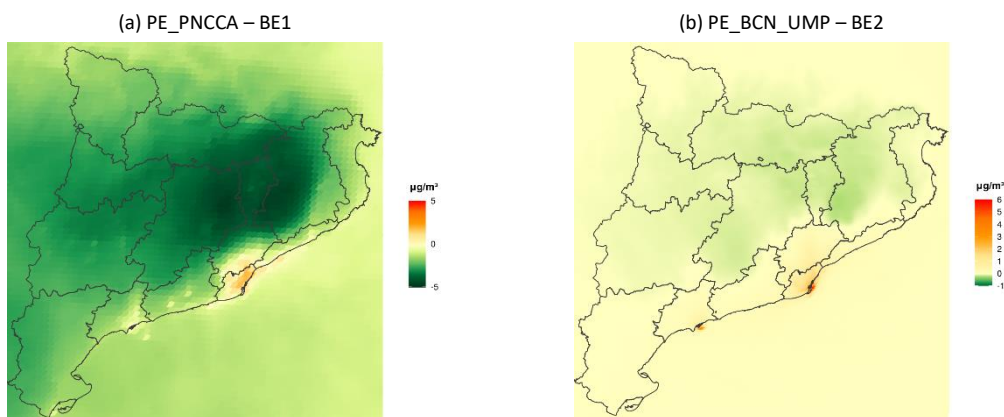 (a) PE_PNCCA – BE1
(b) PE_BCN_UMP – BE2
µg/m³
5
0
-5
µg/m³
6
5
4
3
2
1
0
-1